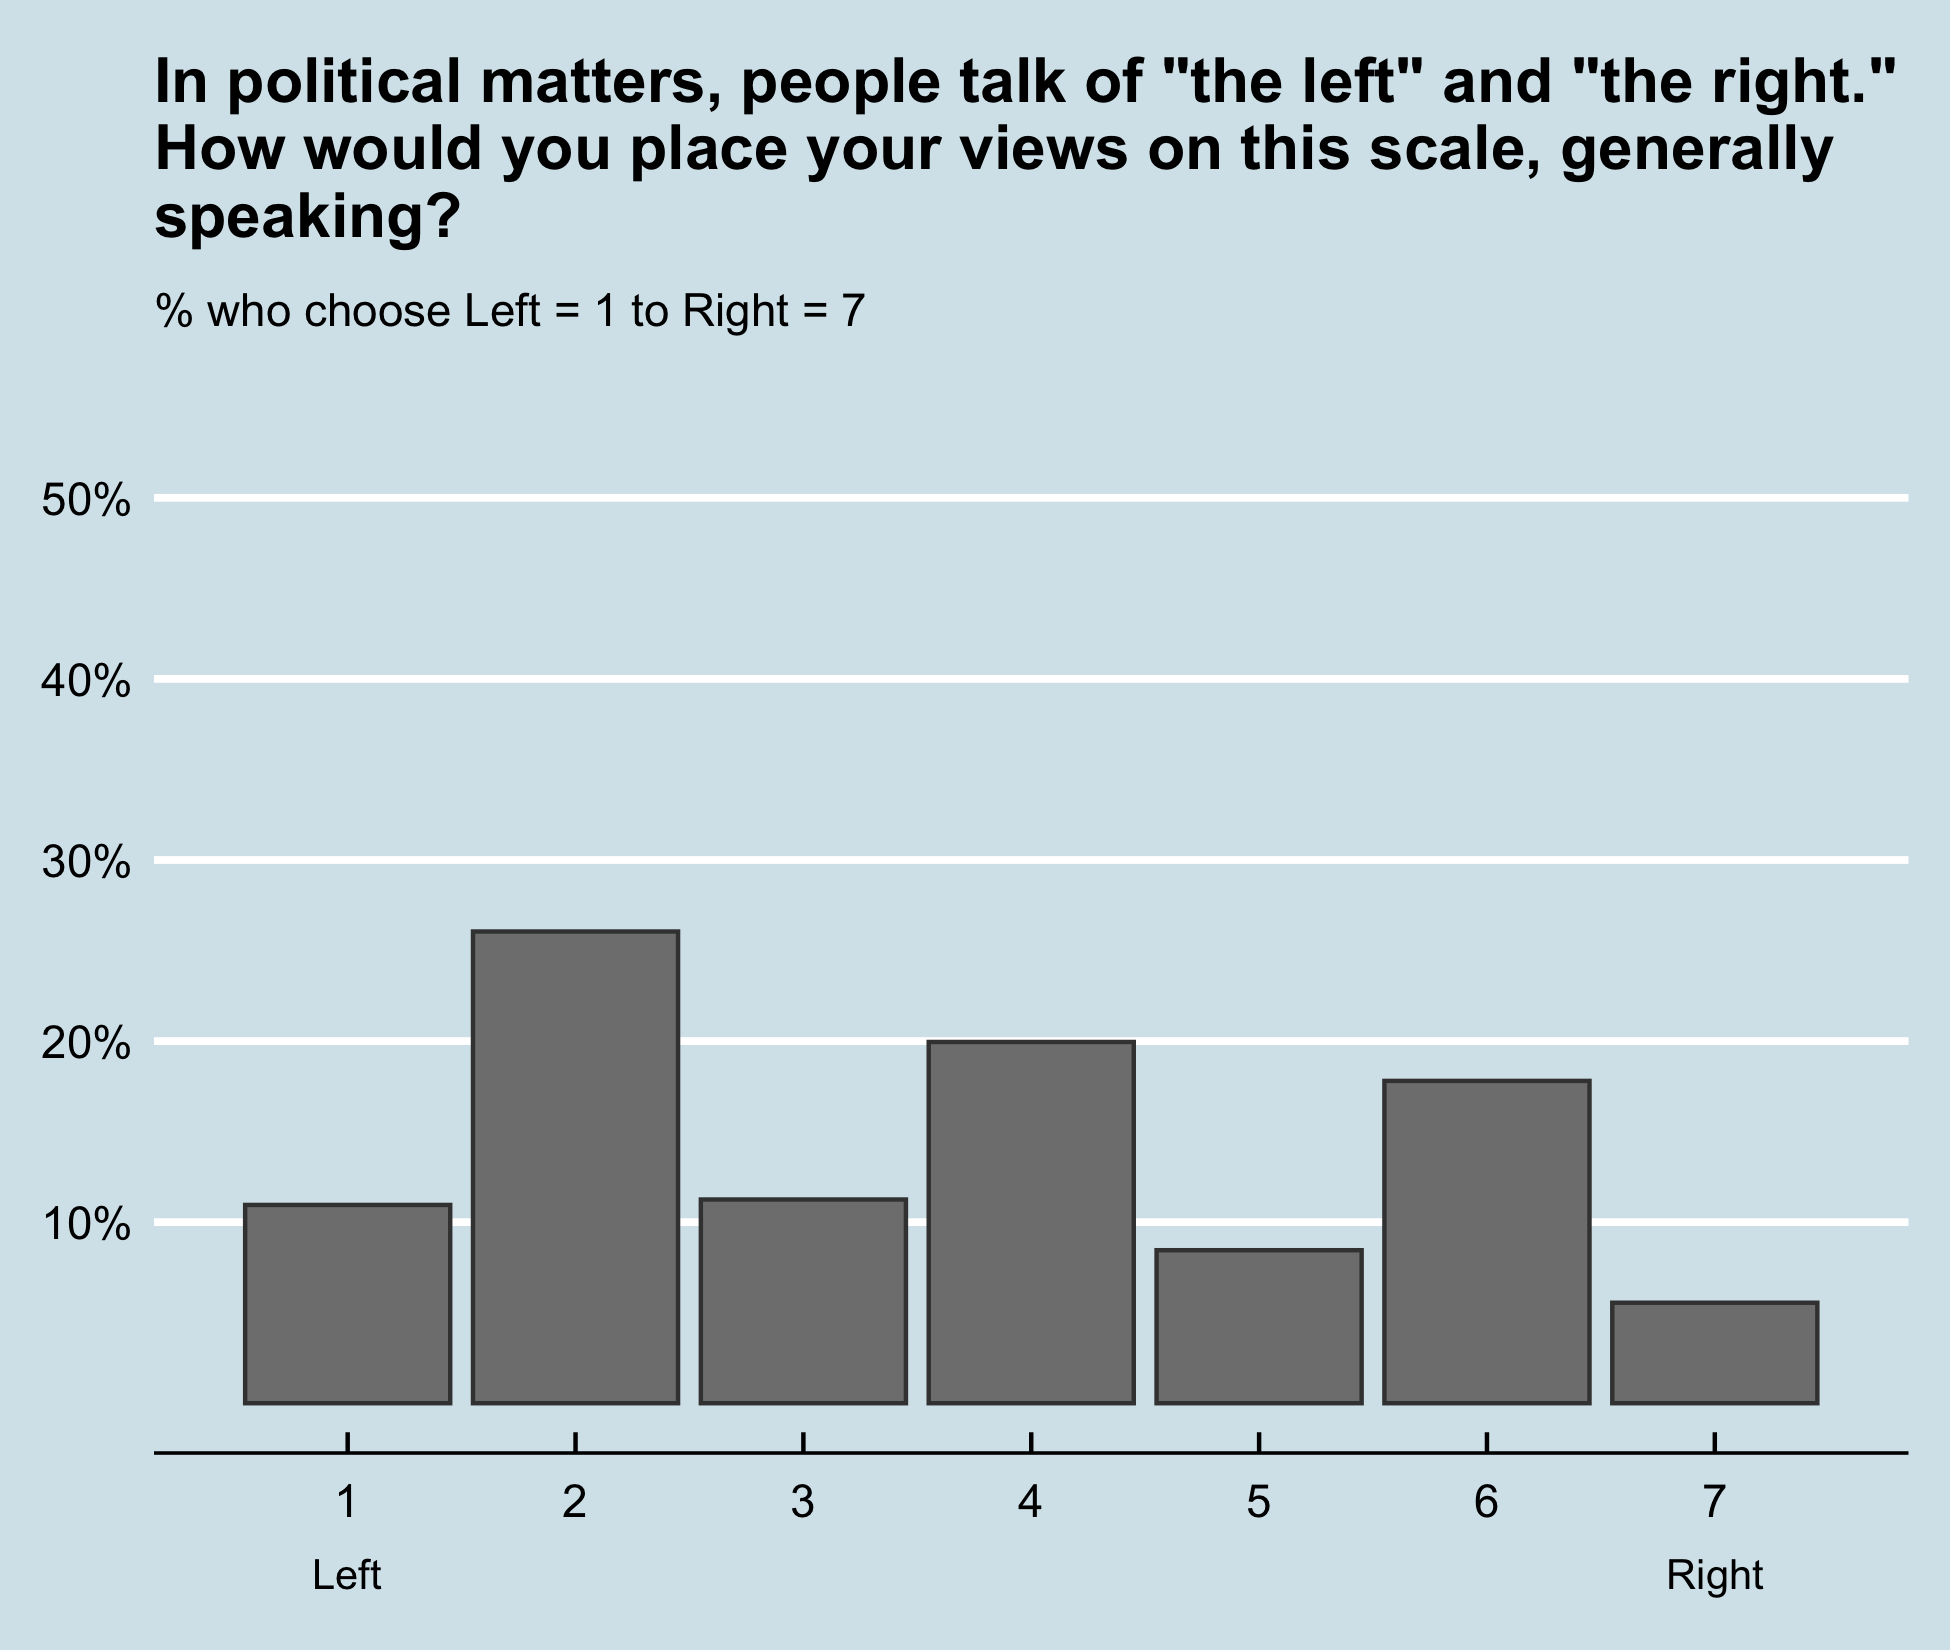 In political matters, people talk of "the left" and "the right."
How would you place your views on this scale, generally
speaking?
% who choose Left = 1 to Right = 7
50%
40%
30%
20%
10%
1 2 3 4 5 6 7
Left Right